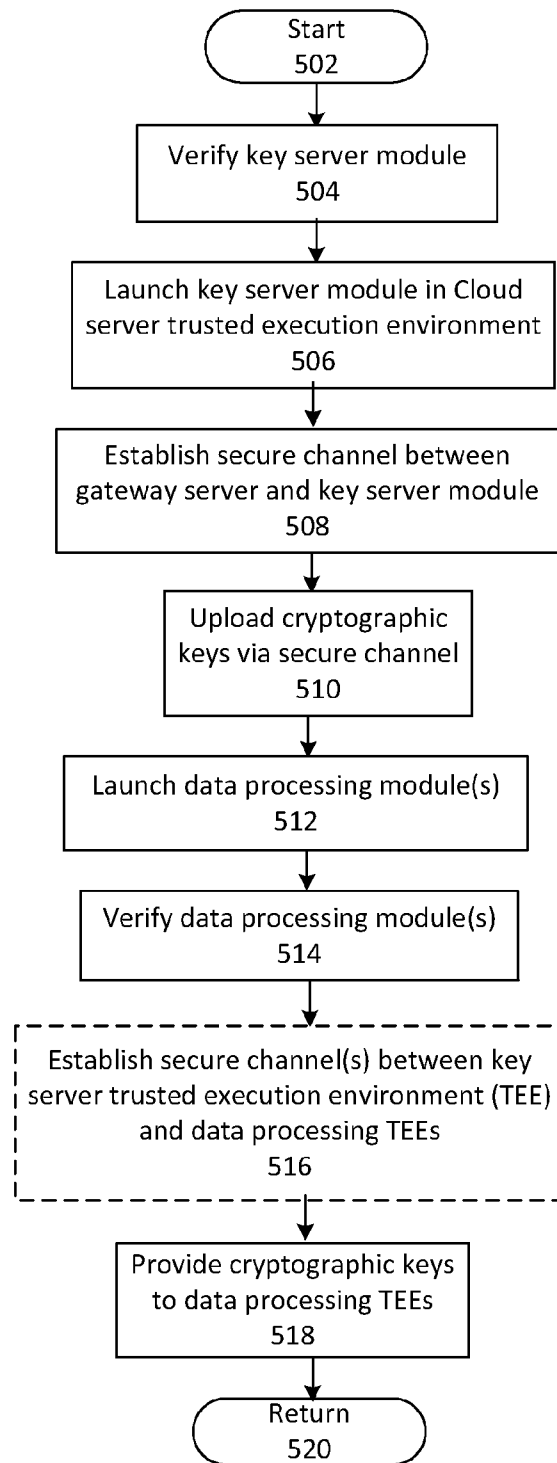 Start
502
Verify key server module
504
Launch key server module in Cloud
server trusted execution environment
506
Establish secure channel between
gateway server and key server module
508
Upload cryptographic
keys via secure channel
510
Launch data processing module(s)
512
Verify data processing module(s)
514
Establish secure channel(s) between key
server trusted execution environment (TEE)
and data processing TEEs
516
Provide cryptographic keys
to data processing TEEs
518
Return
520